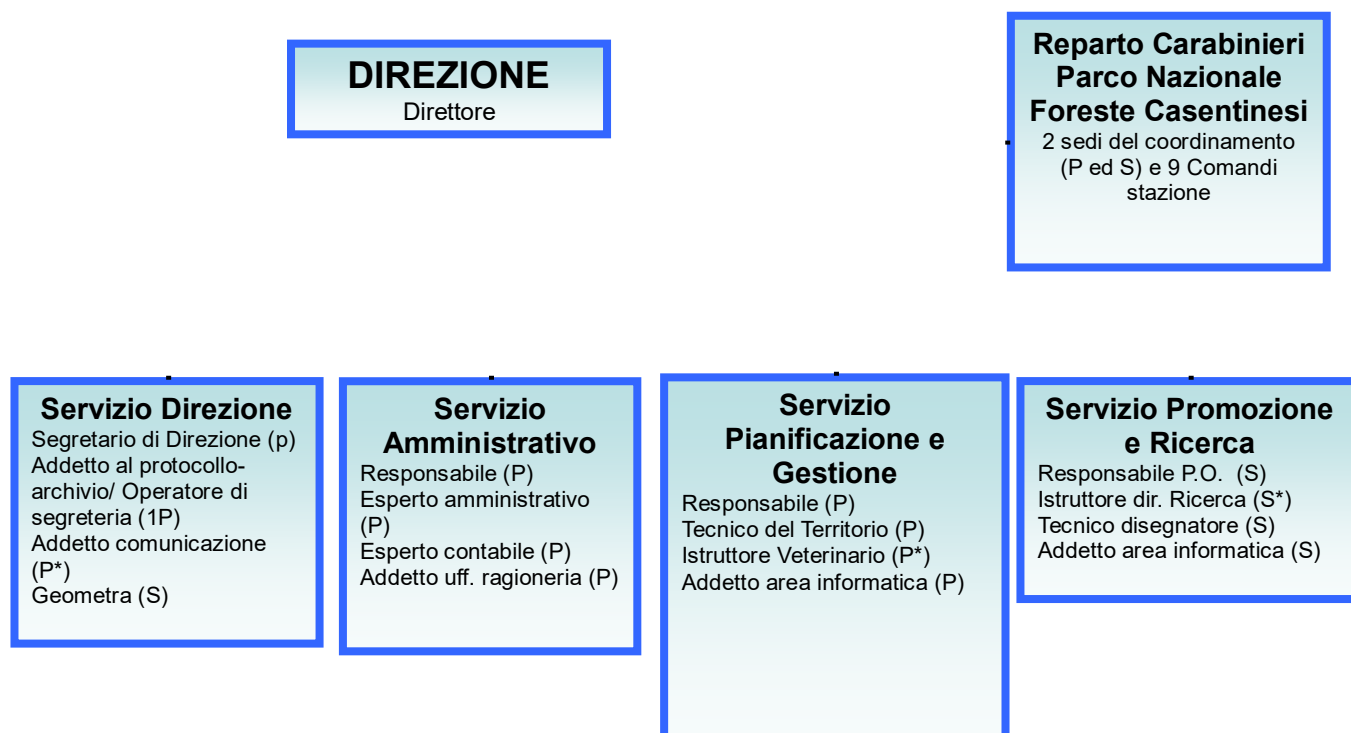 DIREZIONE
Direttore
Reparto Carabinieri
Parco Nazionale
Foreste Casentinesi
2 sedi del coordinamento
(P ed S) e 9 Comandi
stazione
Servizio Direzione
Segretario di Direzione (p)
Addetto al protocollo-
archivio/ Operatore di
segreteria (1P)
Addetto comunicazione
(P*)
Geometra (S)
Servizio
Amministrativo
Responsabile (P)
Esperto amministrativo
(P)
Esperto contabile (P)
Addetto uff. ragioneria (P)
Servizio
Pianificazione e
Gestione
Responsabile (P)
Tecnico del Territorio (P)
Istruttore Veterinario (P*)
Addetto area informatica (P)
Servizio Promozione
e Ricerca
Responsabile P.O. (S)
Istruttore dir. Ricerca (S*)
Tecnico disegnatore (S)
Addetto area informatica (S)